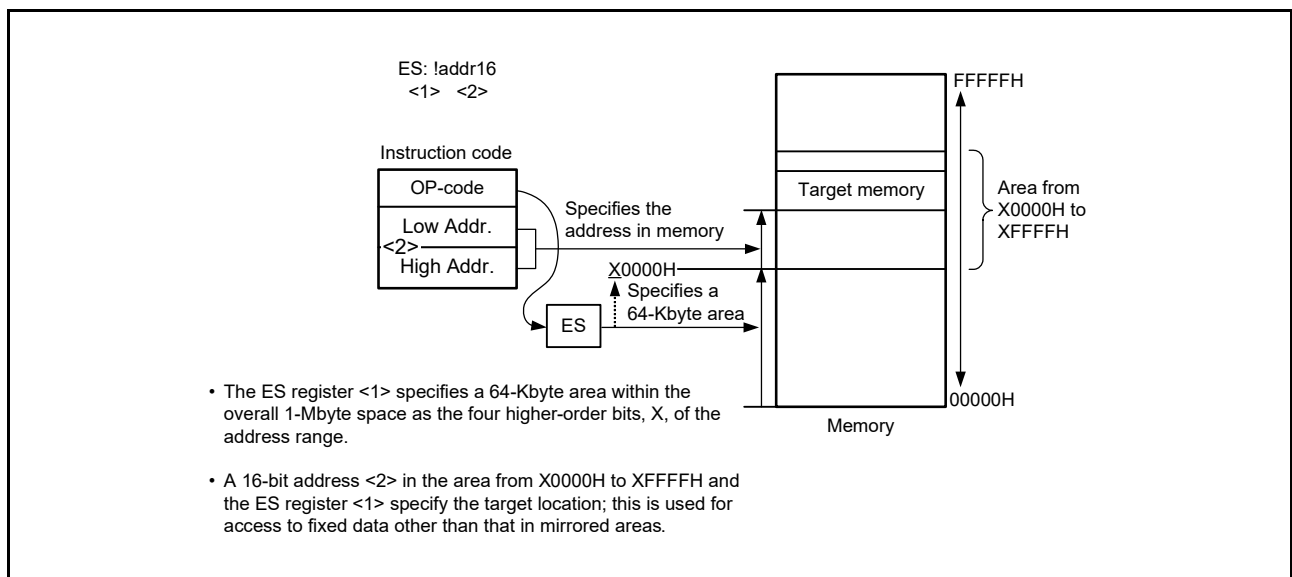 ES: !addr16
<1> <2>
FFFFFH
Instruction code
OP-code
Low Addr.
<2>
High Addr.
Specifies the
address in memory
Target memory
Area from
X0000H to
XFFFFH
X0000H
Specifies a
64-Kbyte area
ES
00000H
Memory
• The ES register <1> specifies a 64-Kbyte area within the
overall 1-Mbyte space as the four higher-order bits, X, of the
address range.
• A 16-bit address <2> in the area from X0000H to XFFFFH and
the ES register <1> specify the target location; this is used for
access to fixed data other than that in mirrored areas.